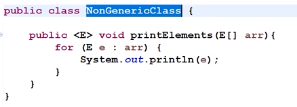 public class NonGenericClass {
public <E> void printElements(E[] arr){
for (E e : arr) {
System.out.println(e);
}
}
}